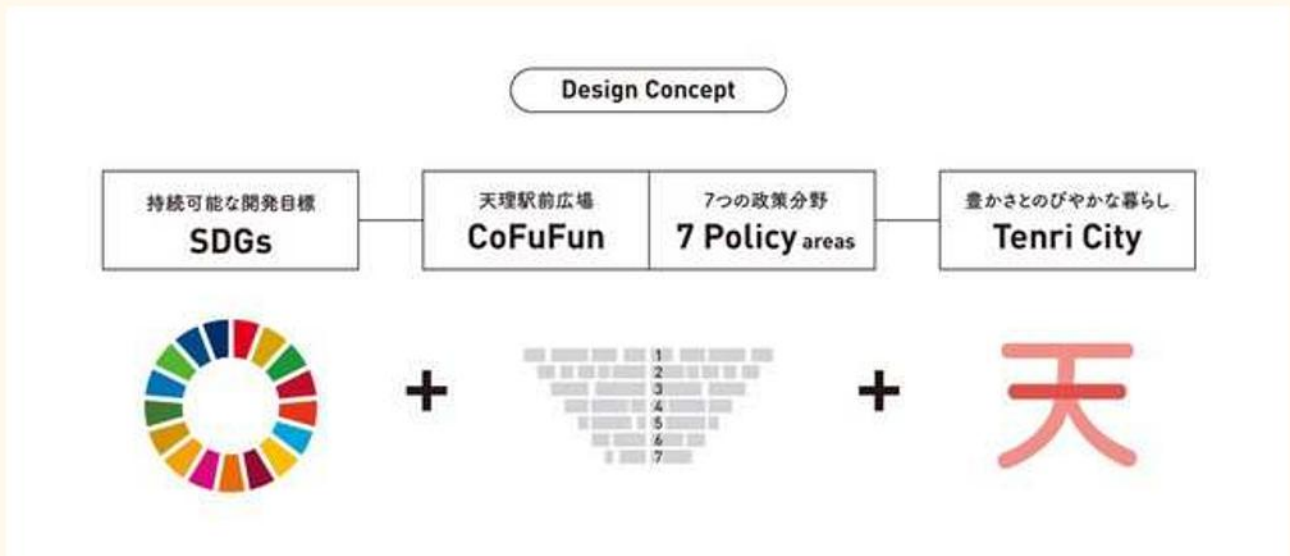 Design Concept
持続可能な開発目標
SDGs
天理駅前広場
CoFuFun
7つの政策分野
7 Policy areas
豊かさとのびやかな暮らし
Tenri City
+
1
2
3
4
5
6
7
+
天